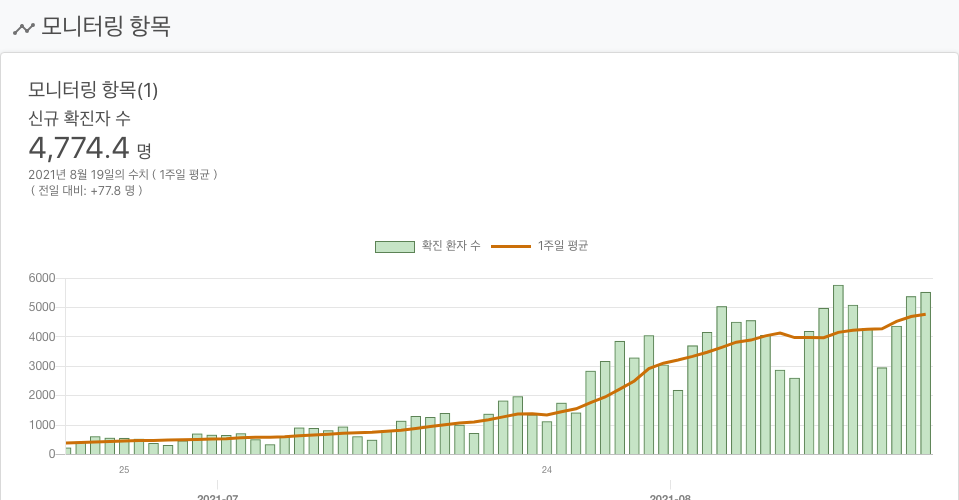 모니터링 항목
모니터링 항목(1)
신규 확진자 수
4,774.4 명
2021년 8월 19일의 수치 ( 1주일 평균 )
( 전일 대비: +77.8 명 )
확진 환자 수 1주일 평균
6000
5000
4000
3000
2000
1000
0
25 24
2021-07 2021-08